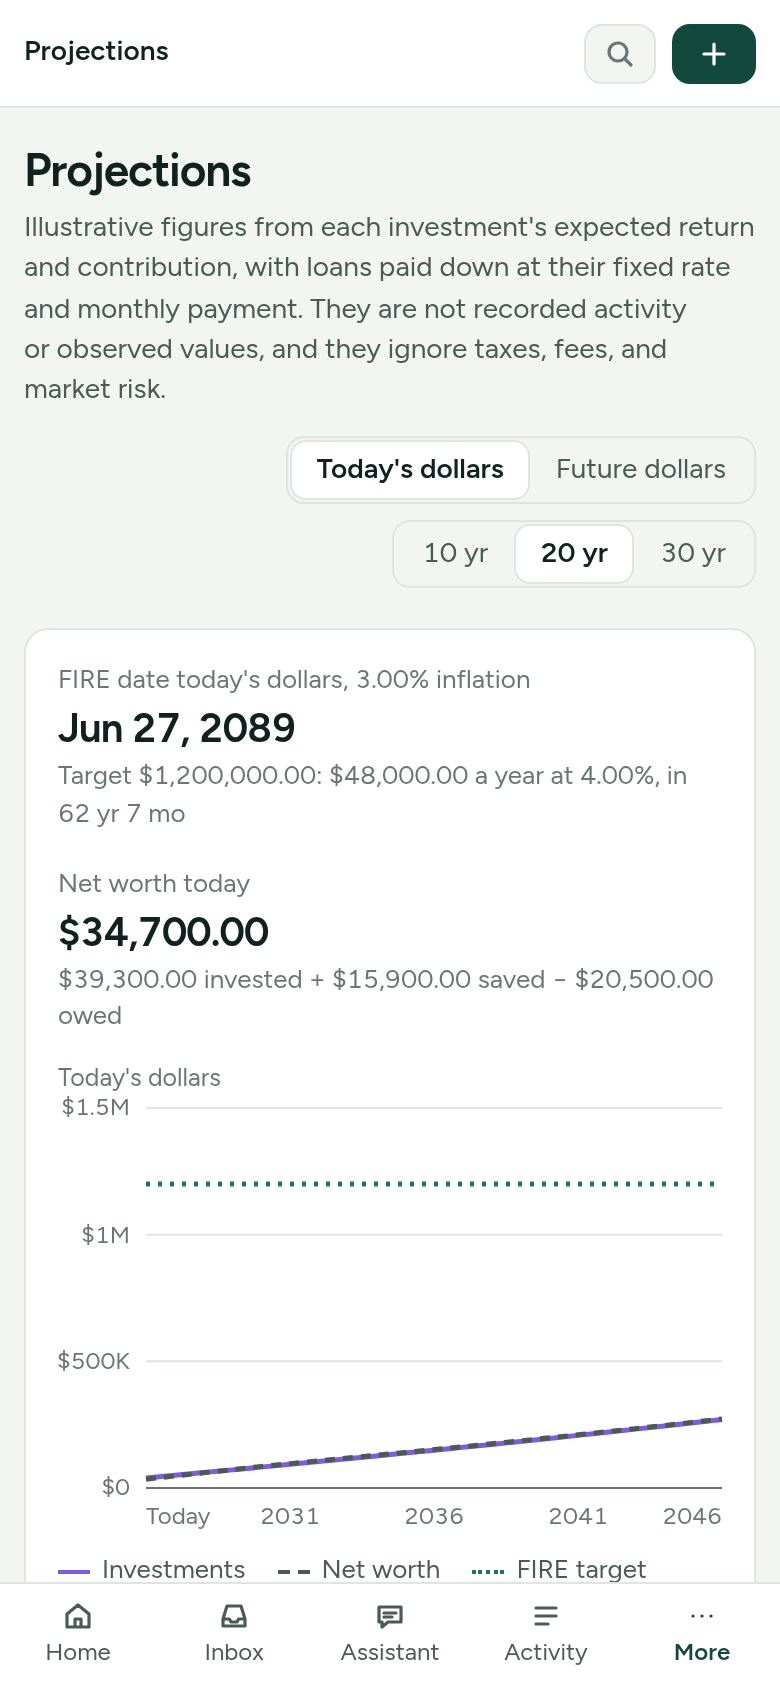 Projections
Projections
Illustrative figures from each investment's expected return
and contribution, with loans paid down at their fixed rate
and monthly payment. They are not recorded activity
or observed values, and they ignore taxes, fees, and
market risk.
Today's dollars Future dollars
10 yr 20 yr 30 yr
FIRE date today's dollars, 3.00% inflation
Jun 27, 2089
Target $1,200,000.00: $48,000.00 a year at 4.00%, in
62 yr 7 mo
Net worth today
$34,700.00
$39,300.00 invested + $15,900.00 saved − $20,500.00
owed
Today's dollars
$1.5M
$1M
$500K
$0
Today 2031 2036 2041 2046
Investments Net worth FIRE target
Home Inbox Assistant Activity More